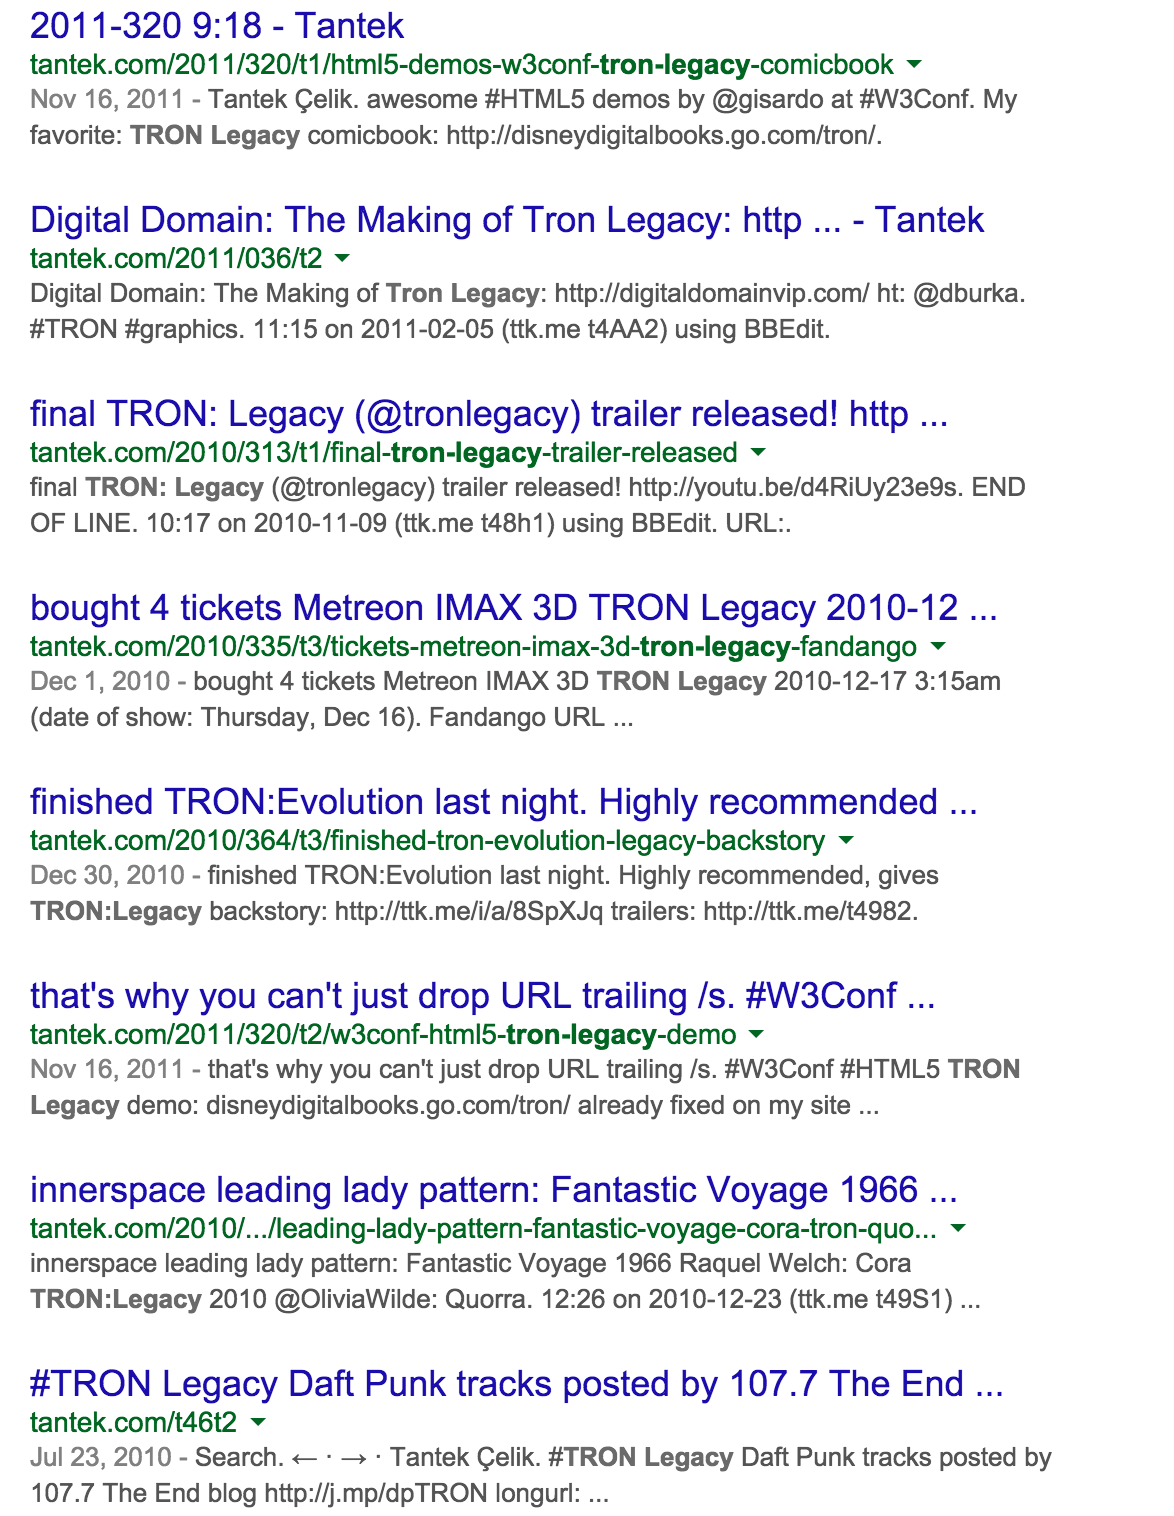 2011-320 9:18 - Tantek
tantek.com/2011/320/t1/html5-demos-w3conf-tron-legacy-comicbook
Nov 16, 2011 - Tantek Çelik. awesome #HTML5 demos by @gisardo at #W3Conf. My
favorite: TRON Legacy comicbook: http://disneydigitalbooks.go.com/tron/.
Digital Domain: The Making of Tron Legacy: http ... - Tantek
tantek.com/2011/036/t2
Digital Domain: The Making of Tron Legacy: http://digitaldomainvip.com/ ht: @dburka.
#TRON #graphics. 11:15 on 2011-02-05 (ttk.me t4AA2) using BBEdit.
final TRON: Legacy (@tronlegacy) trailer released! http ...
tantek.com/2010/313/t1/final-tron-legacy-trailer-released
final TRON: Legacy (@tronlegacy) trailer released! http://youtu.be/d4RiUy23e9s. END
OF LINE. 10:17 on 2010-11-09 (ttk.me t48h1) using BBEdit. URL:.
bought 4 tickets Metreon IMAX 3D TRON Legacy 2010-12 ...
tantek.com/2010/335/t3/tickets-metreon-imax-3d-tron-legacy-fandango
Dec 1, 2010 - bought 4 tickets Metreon IMAX 3D TRON Legacy 2010-12-17 3:15am
(date of show: Thursday, Dec 16). Fandango URL ...
finished TRON:Evolution last night. Highly recommended ...
tantek.com/2010/364/t3/finished-tron-evolution-legacy-backstory
Dec 30, 2010 - finished TRON:Evolution last night. Highly recommended, gives
TRON:Legacy backstory: http://ttk.me/i/a/8SpXJq trailers: http://ttk.me/t4982.
that's why you can't just drop URL trailing /s. #W3Conf ...
tantek.com/2011/320/t2/w3conf-html5-tron-legacy-demo
Nov 16, 2011 - that's why you can't just drop URL trailing /s. #W3Conf #HTML5 TRON
Legacy demo: disneydigitalbooks.go.com/tron/ already fixed on my site ...
innerspace leading lady pattern: Fantastic Voyage 1966 ...
tantek.com/2010/.../leading-lady-pattern-fantastic-voyage-cora-tron-quo...
innerspace leading lady pattern: Fantastic Voyage 1966 Raquel Welch: Cora
TRON:Legacy 2010 @OliviaWilde: Quorra. 12:26 on 2010-12-23 (ttk.me t49S1) ...
#TRON Legacy Daft Punk tracks posted by 107.7 The End ...
tantek.com/t46t2
Jul 23, 2010 - Search. ← · → · Tantek Çelik. #TRON Legacy Daft Punk tracks posted by
107.7 The End blog http://j.mp/dpTRON longurl: ...